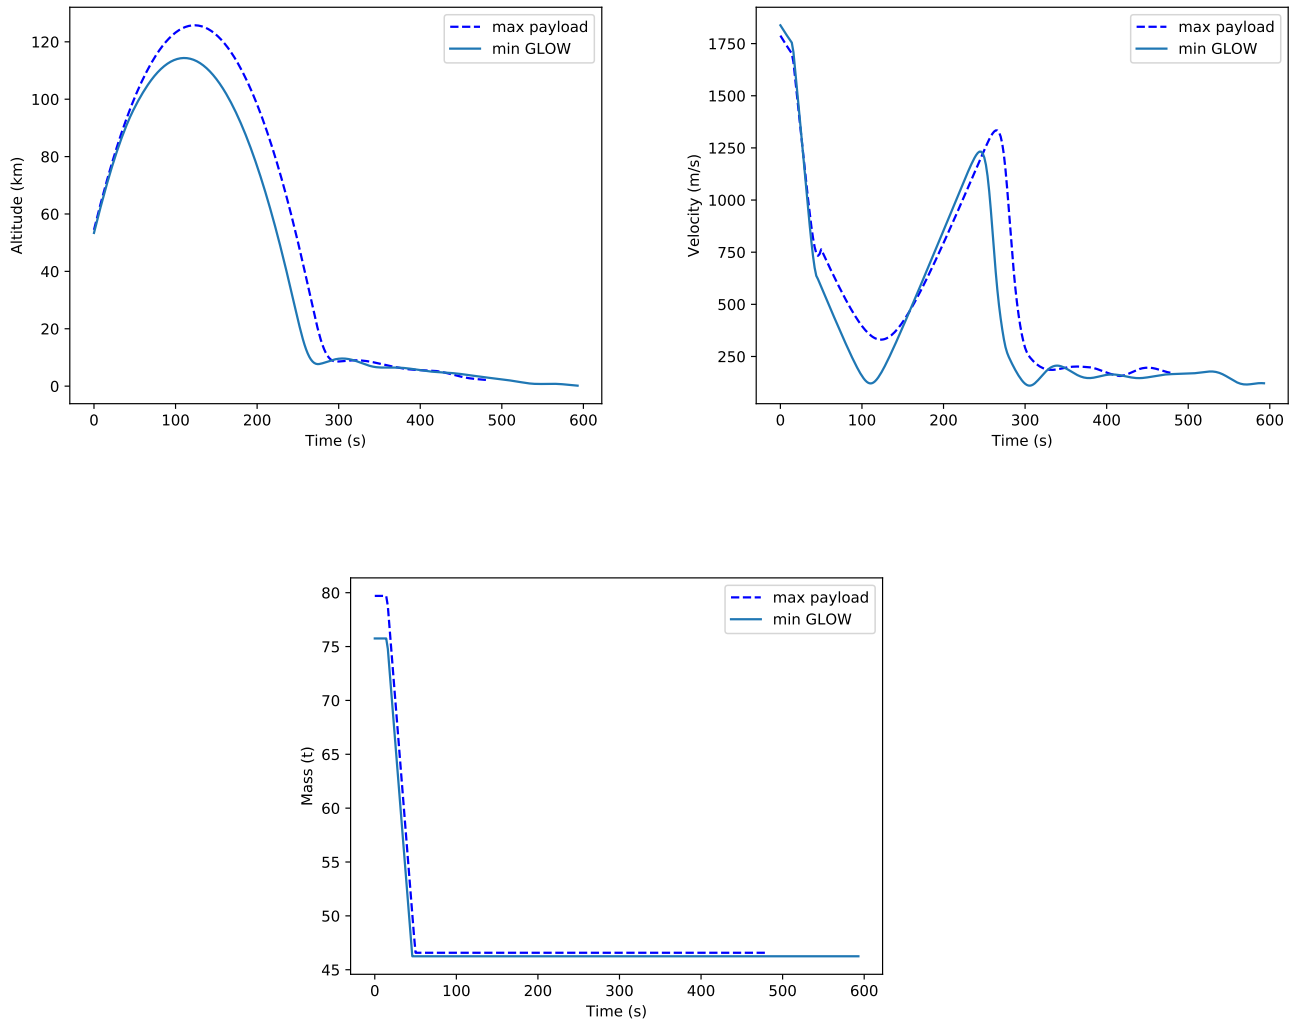 max payload
min GLOW
120
100
80
60
40
20
0
Altitude (km)
0 100 200 300 400 500 600
Time (s)
max payload
min GLOW
1750
1500
1250
1000
750
500
250
Velocity (m/s)
0 100 200 300 400 500 600
Time (s)
max payload
min GLOW
80
75
70
65
60
55
50
45
Mass (t)
0 100 200 300 400 500 600
Time (s)